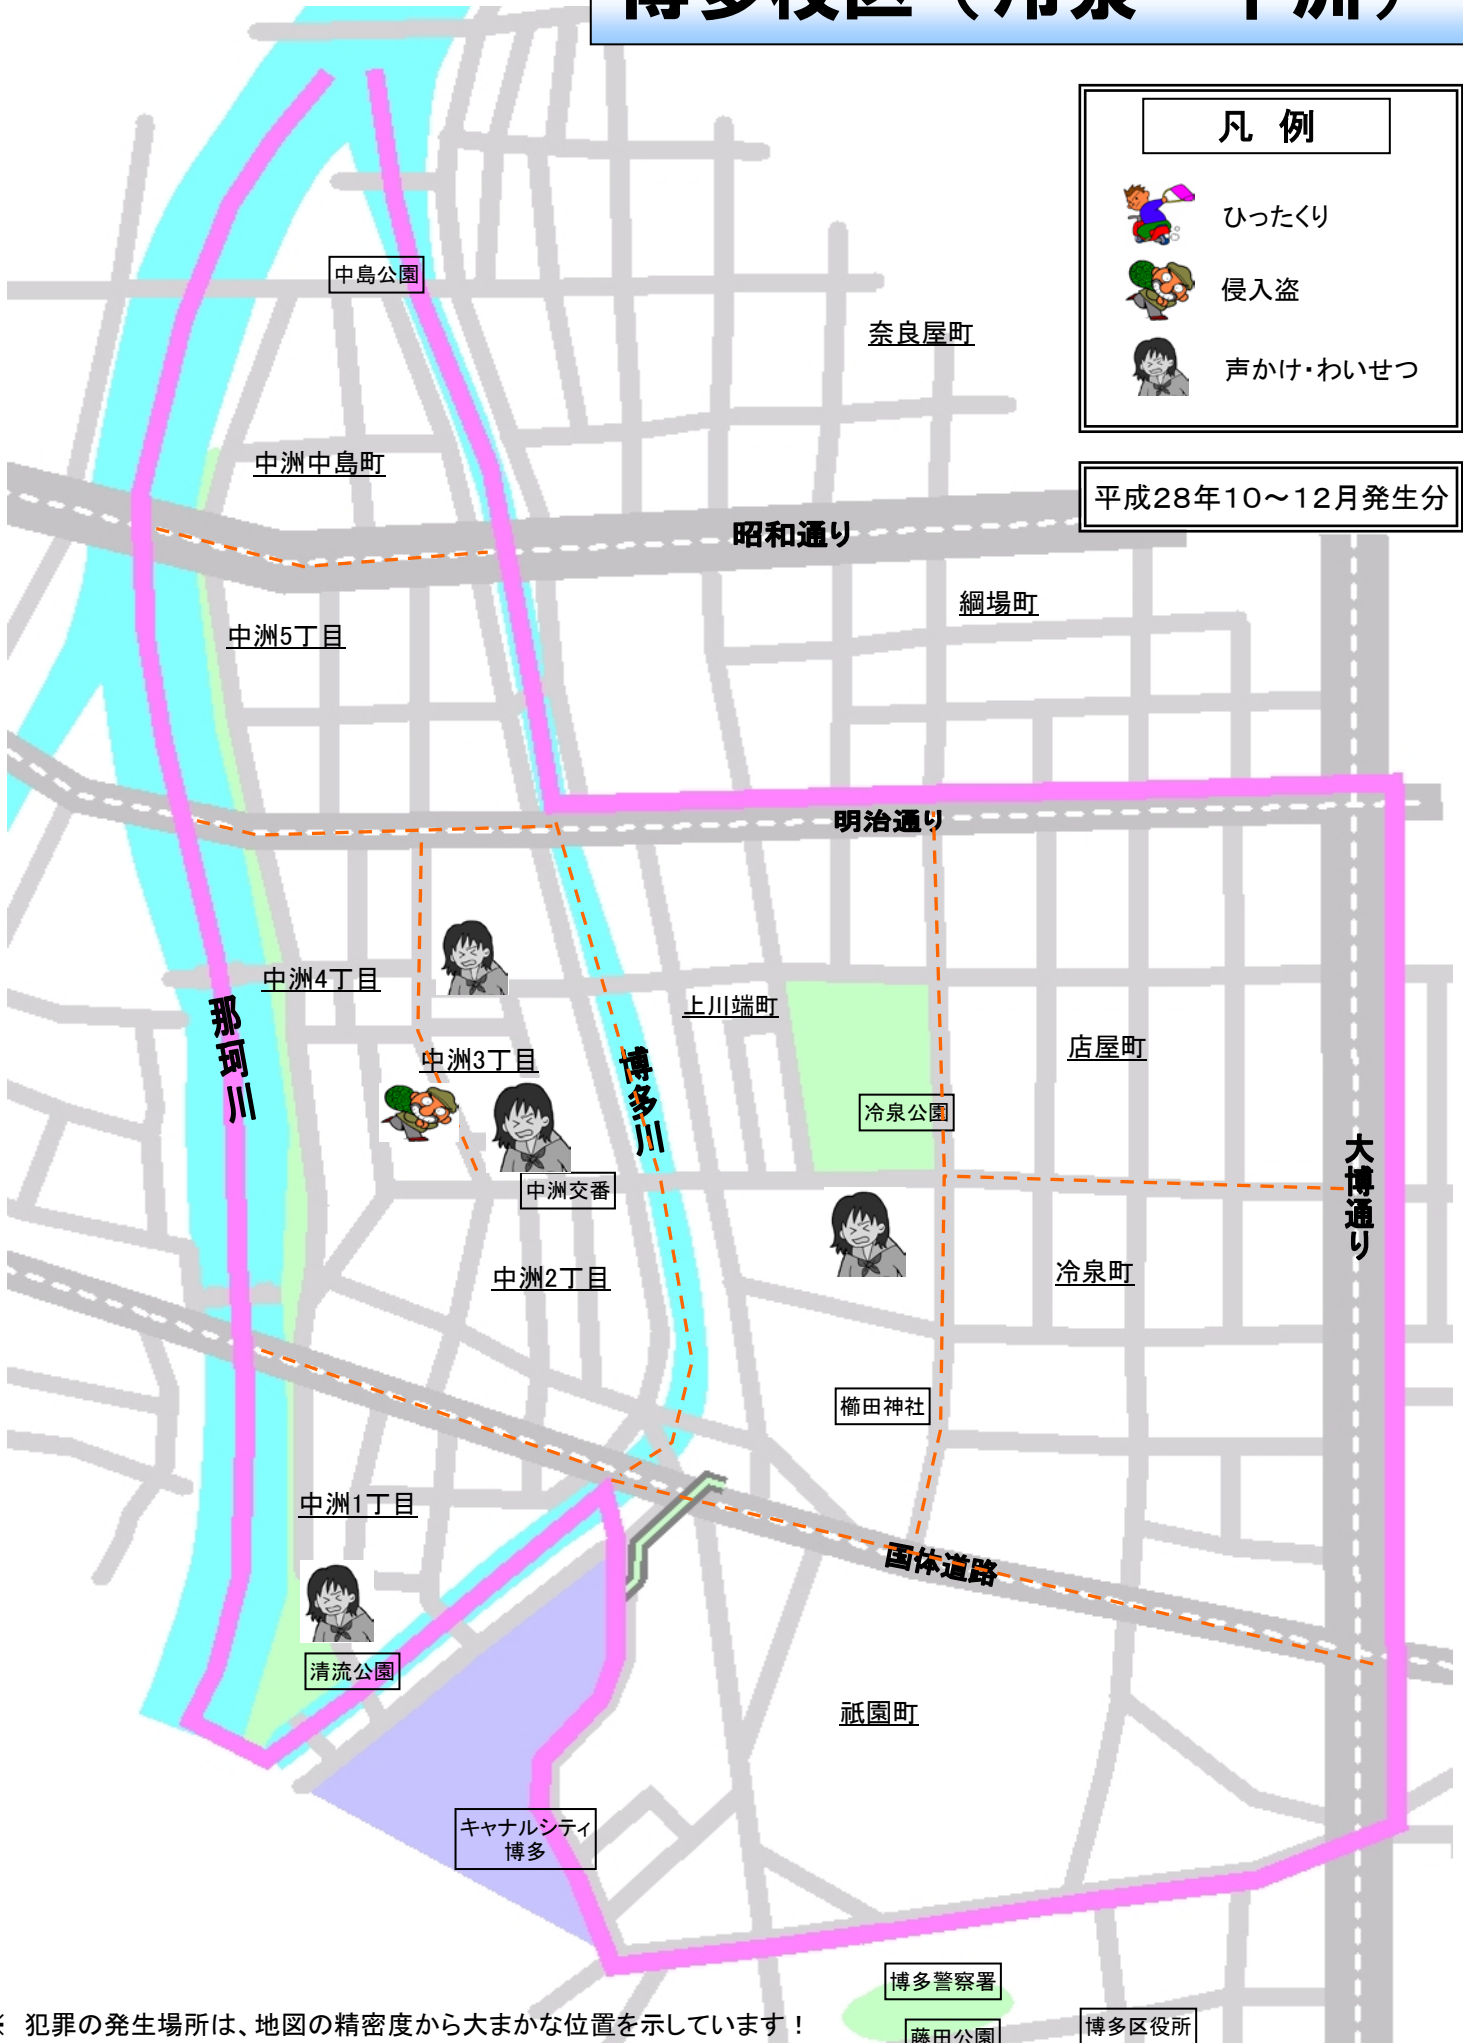 博多校区（冷泉・中洲）
凡 例
ひったくり
侵入盗
声かけ・わいせつ
平成28年10～12月発生分
中島公園
奈良屋町
中洲中島町
昭和通り
綱場町
中洲5丁目
明治通り
中洲4丁目
上川端町
那珂川
中洲3丁目
博多川
店屋町
冷泉公園
大博通り
中洲交番
中洲2丁目
冷泉町
櫛田神社
中洲1丁目
国体道路
清流公園
祇園町
キャナルシティ
博多
博多警察署
藤田公園
博多区役所
※ 犯罪の発生場所は、地図の精密度から大まかな位置を示しています！